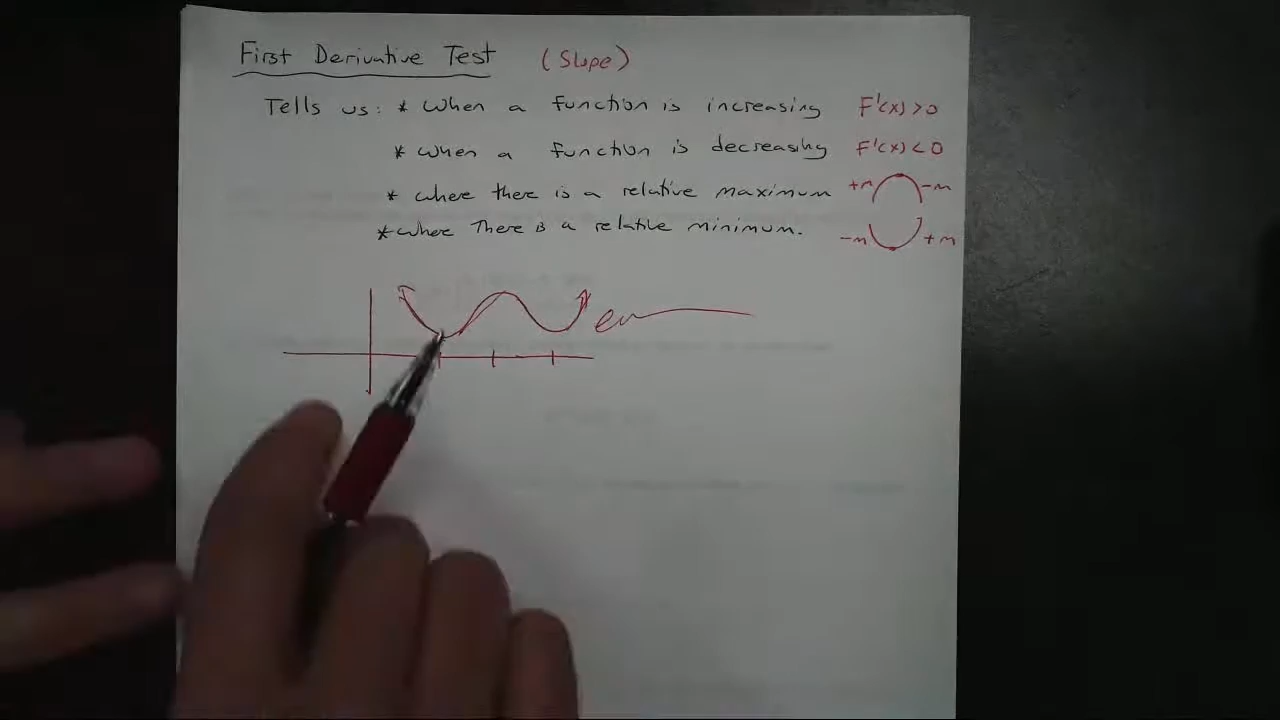 First Derivative Test (Slope)
Tells us: * When a function is increasing F'(x) > 0
* when a function is decreasing F'(x) < 0
* where there is a relative maximum +m -m
* where There is a relative minimum. -m +m